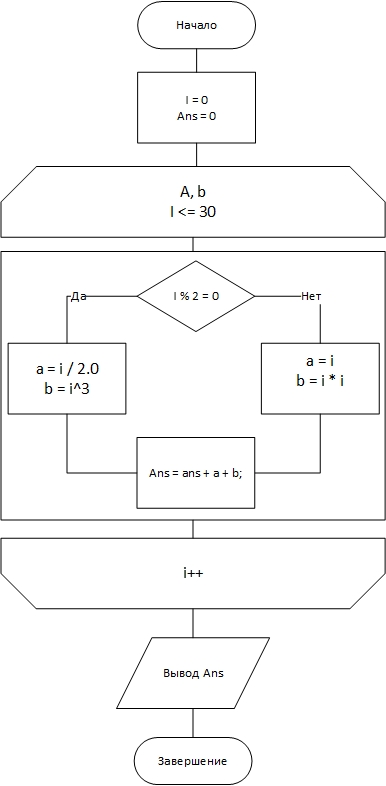 Начало
I = 0
Ans = 0
A, b
I <= 30
I % 2 = 0
Да
Нет
a = i / 2.0
b = i^3
a = i
b = i * i
Ans = ans + a + b;
i++
Вывод Ans
Завершение